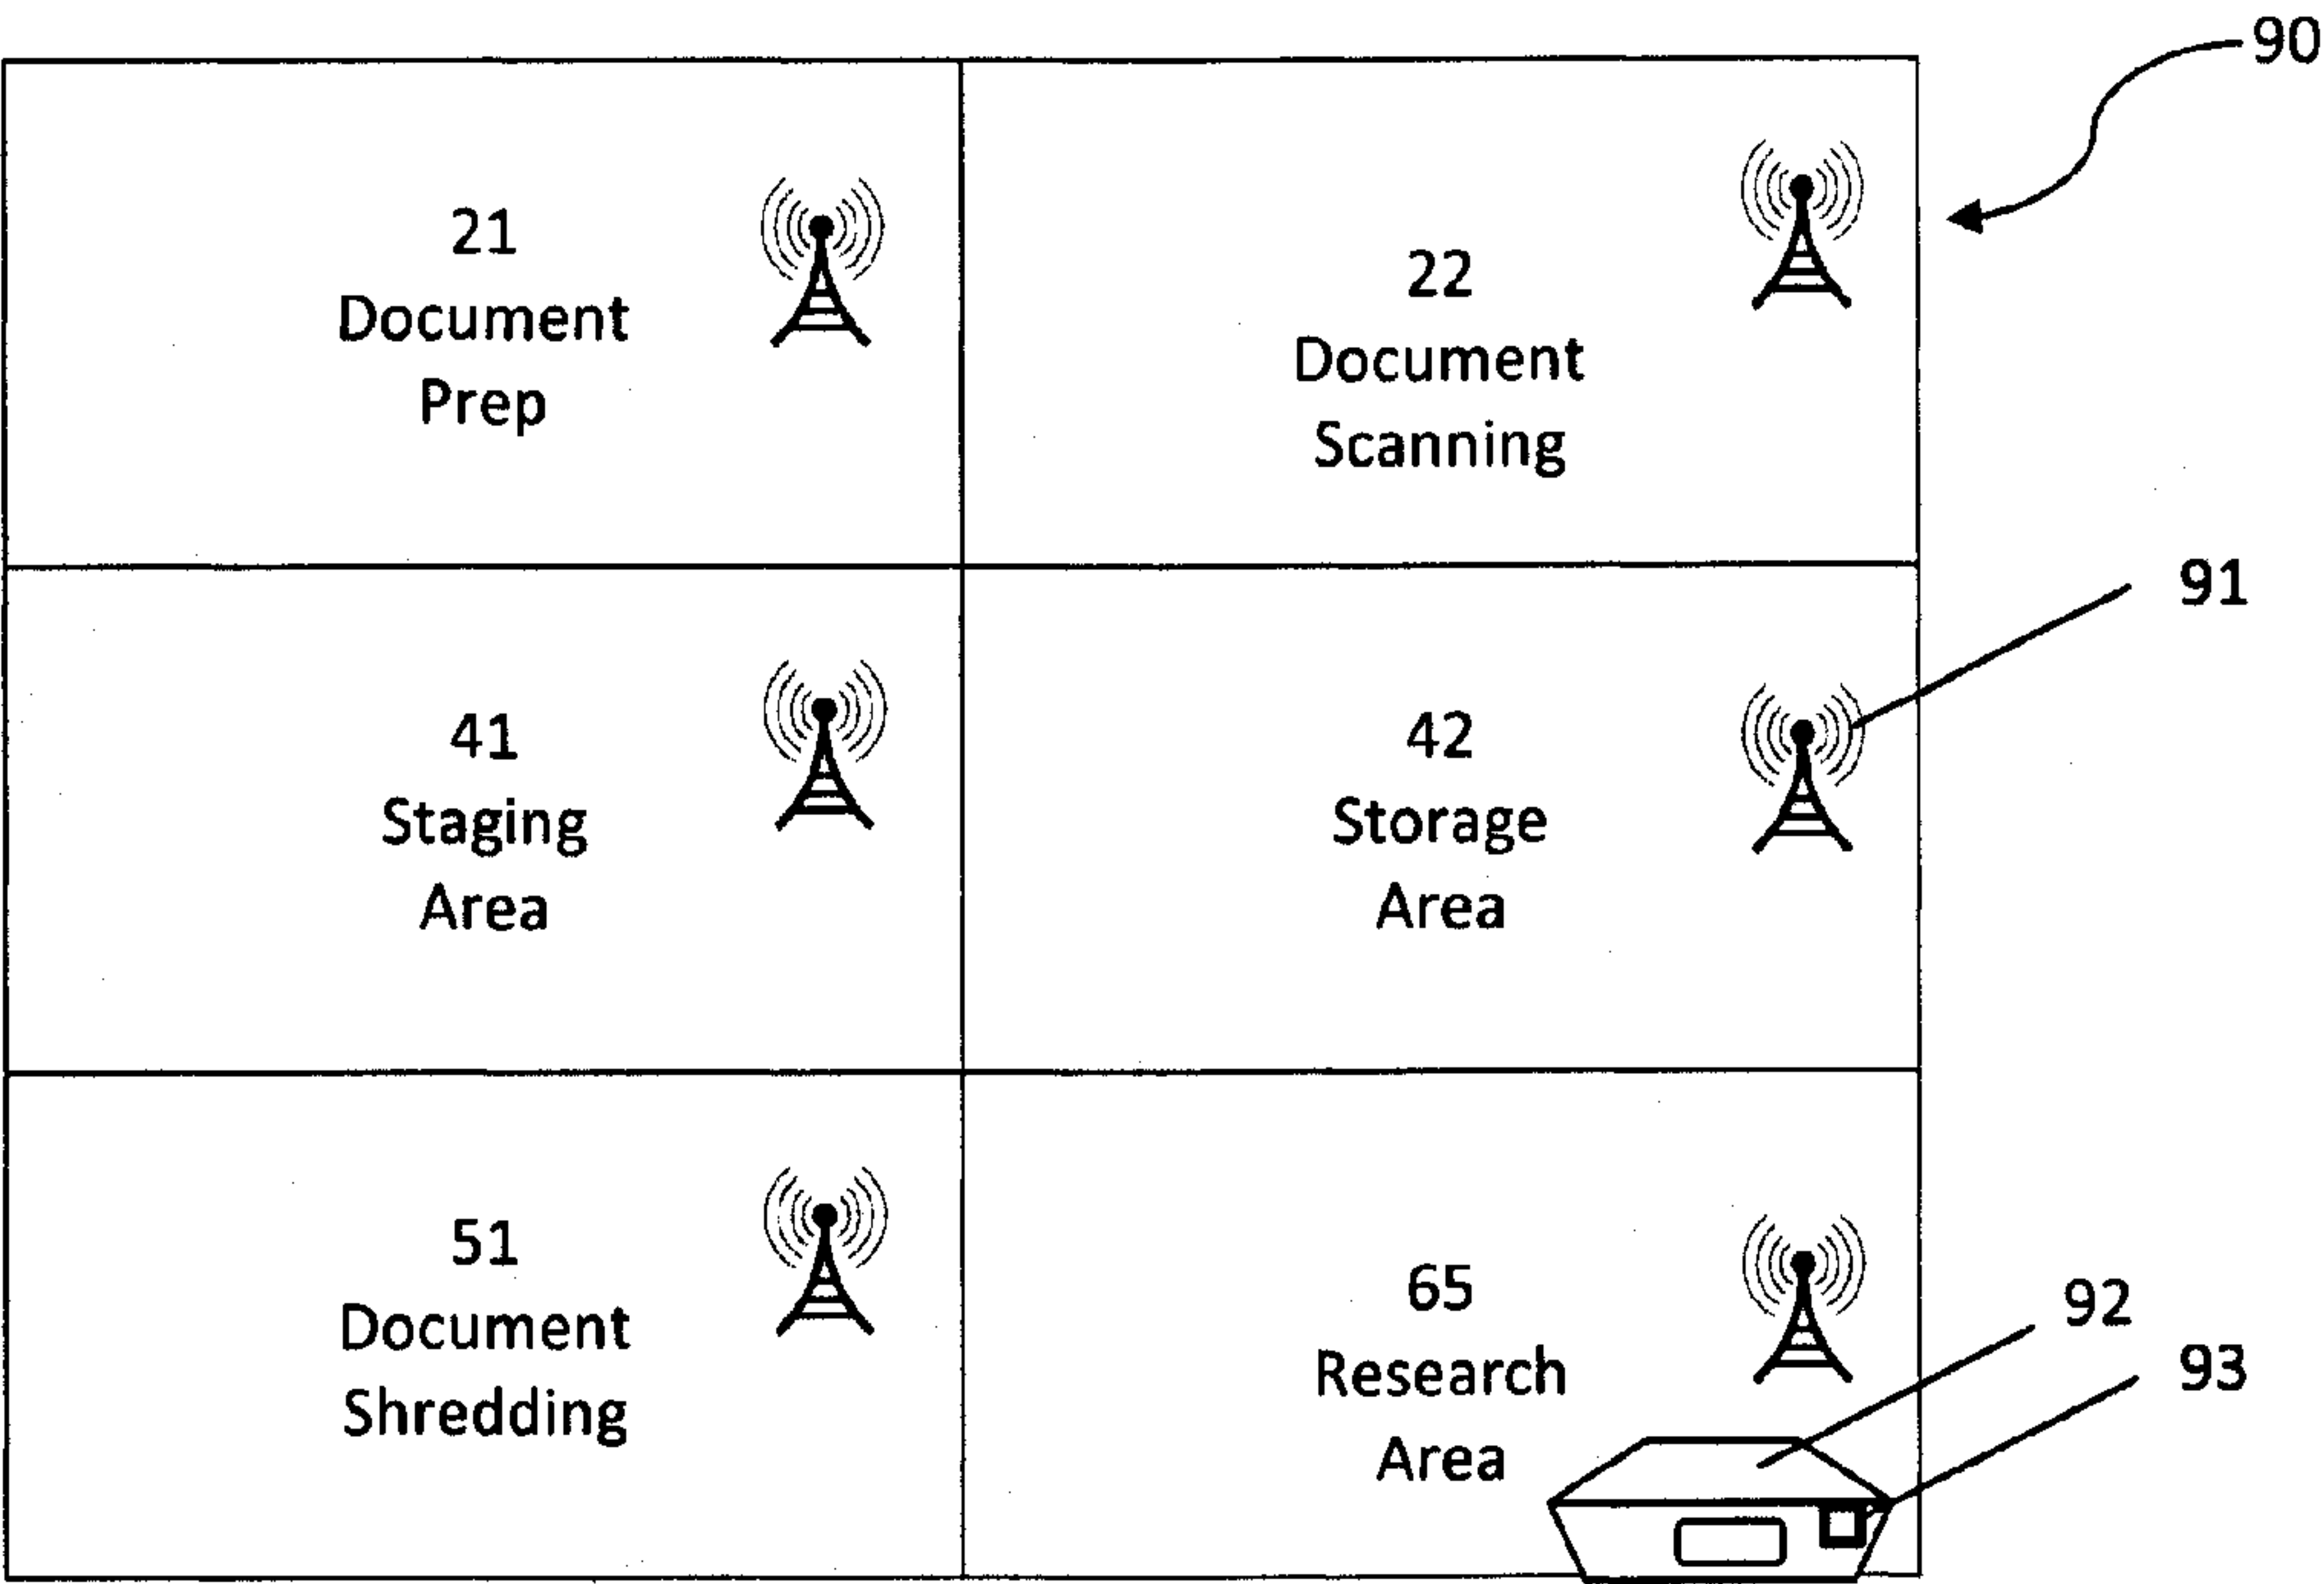 90
21
Document
Prep
22
Document
Scanning
91
41
Staging
Area
42
Storage
Area
51
Document
Shredding
65
Research
Area
92
93